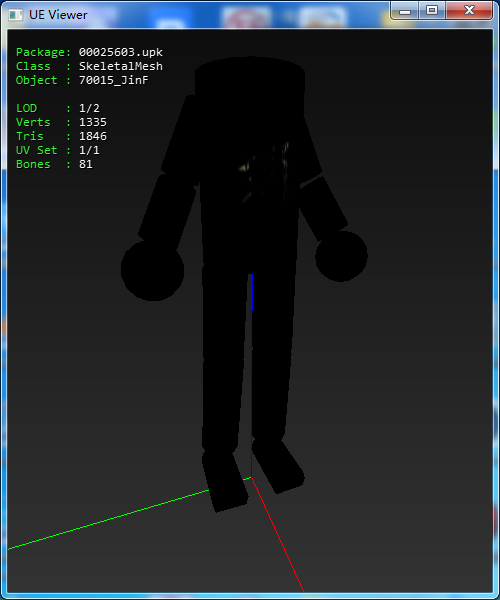 UE Viewer
Package: 00025603.upk
Class : SkeletalMesh
Object : 70015_JinF
LOD : 1/2
Verts : 1335
Tris : 1846
UV Set : 1/1
Bones : 81